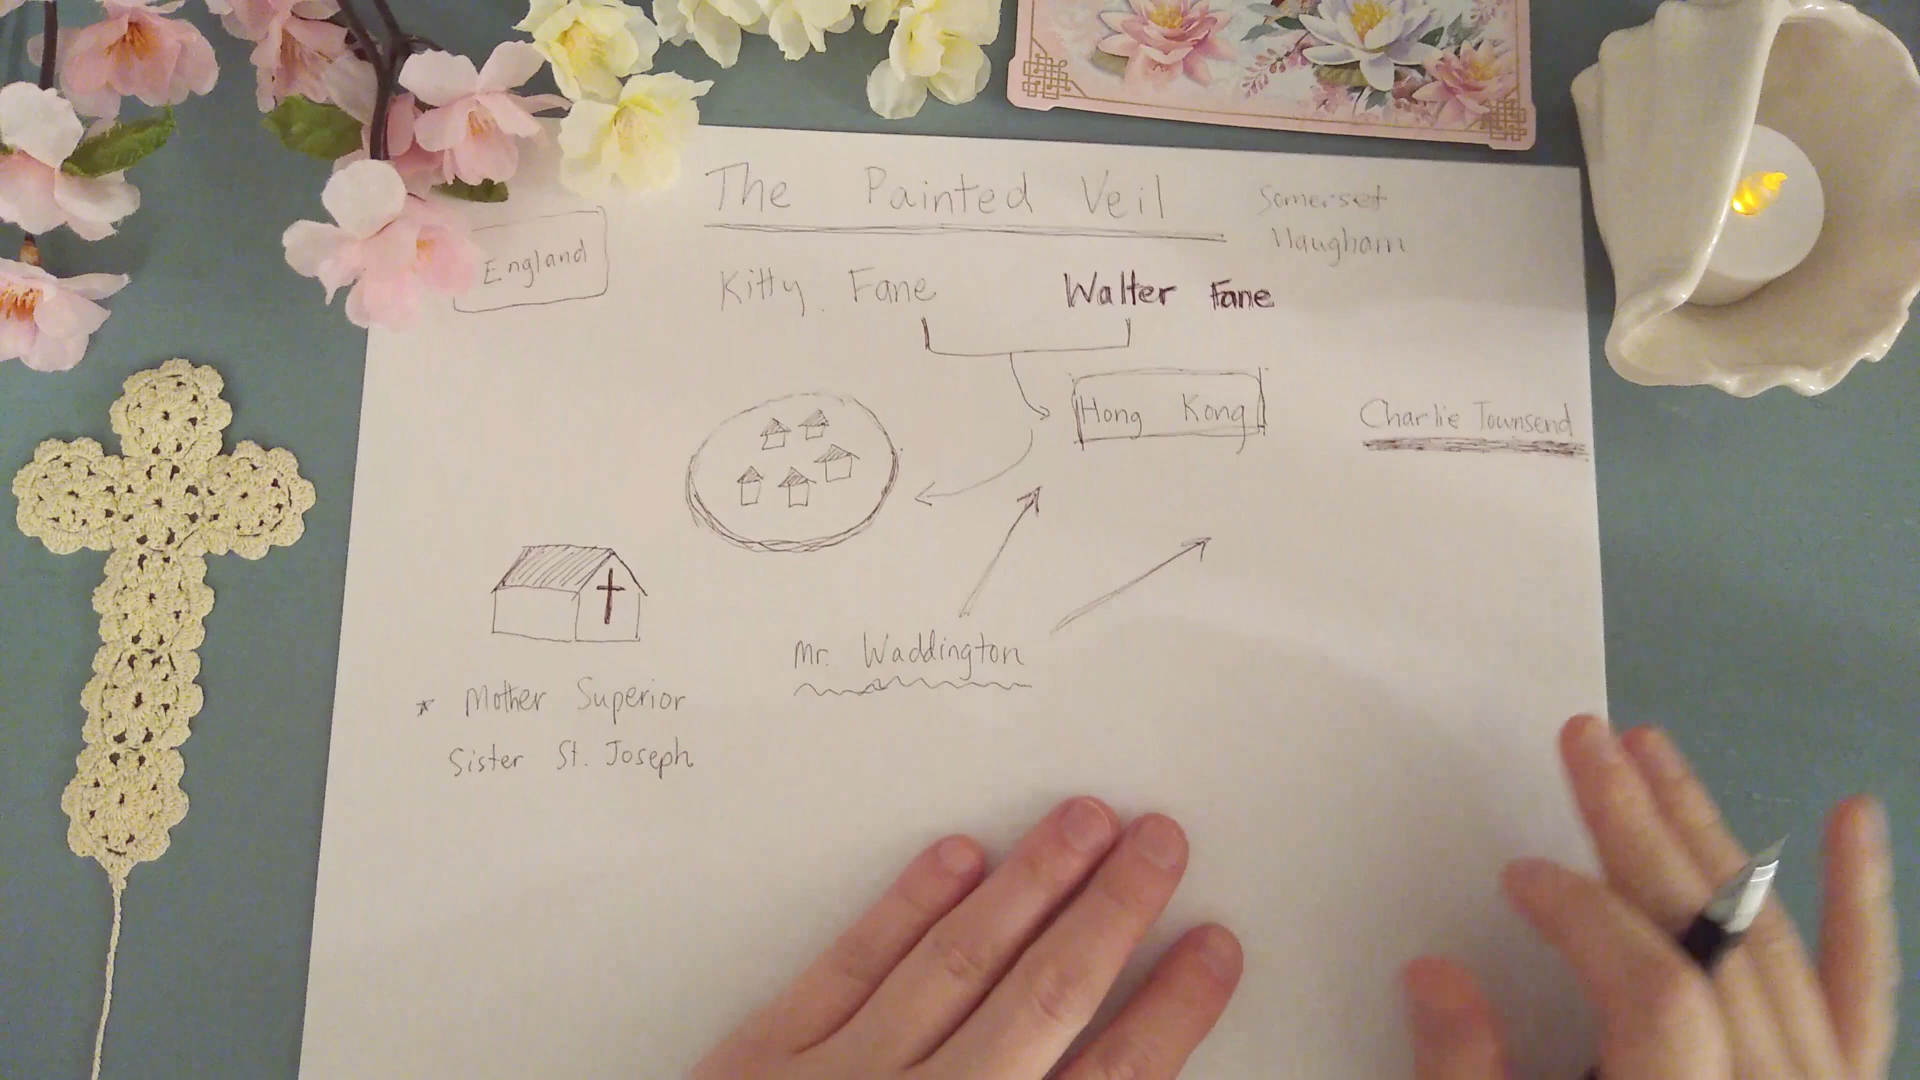 The Painted Veil
Somerset
Maugham
England
Kitty Fane
Walter Fane
Hong Kong
Charlie Townsend
Mr. Waddington
* Mother Superior
Sister St. Joseph